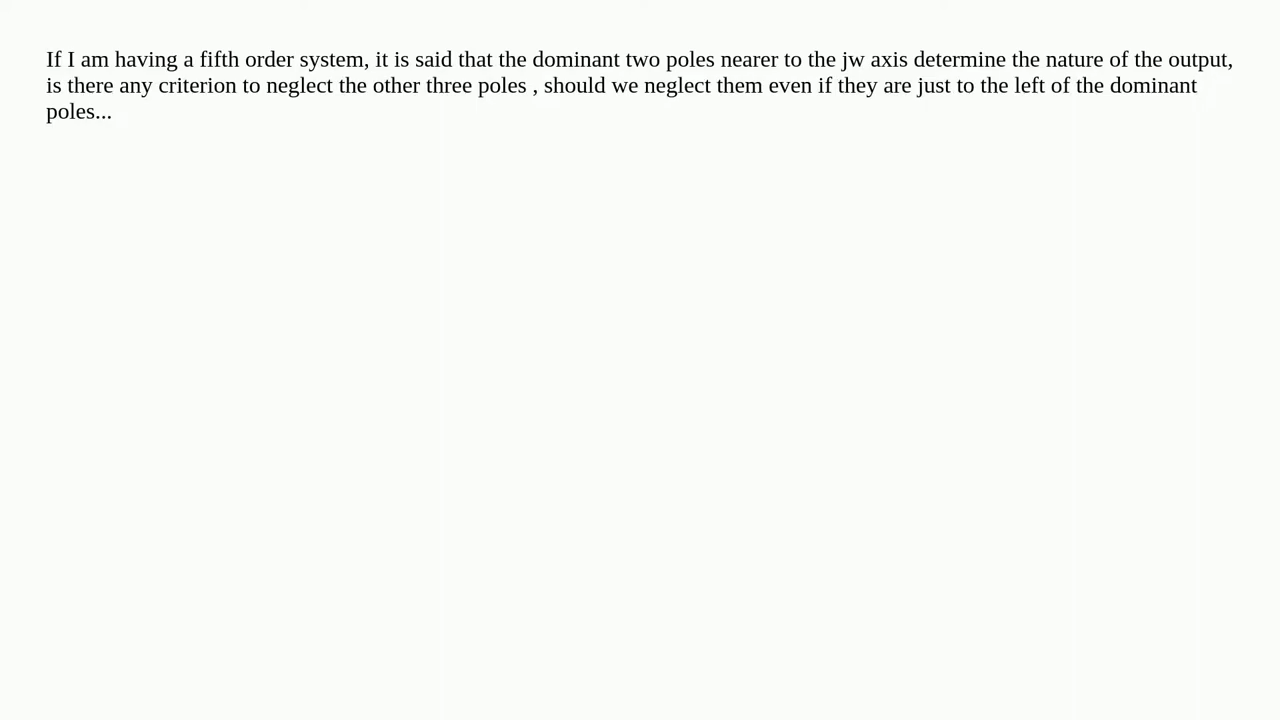 If I am having a fifth order system, it is said that the dominant two poles nearer to the jw axis determine the nature of the output,
is there any criterion to neglect the other three poles , should we neglect them even if they are just to the left of the dominant
poles...